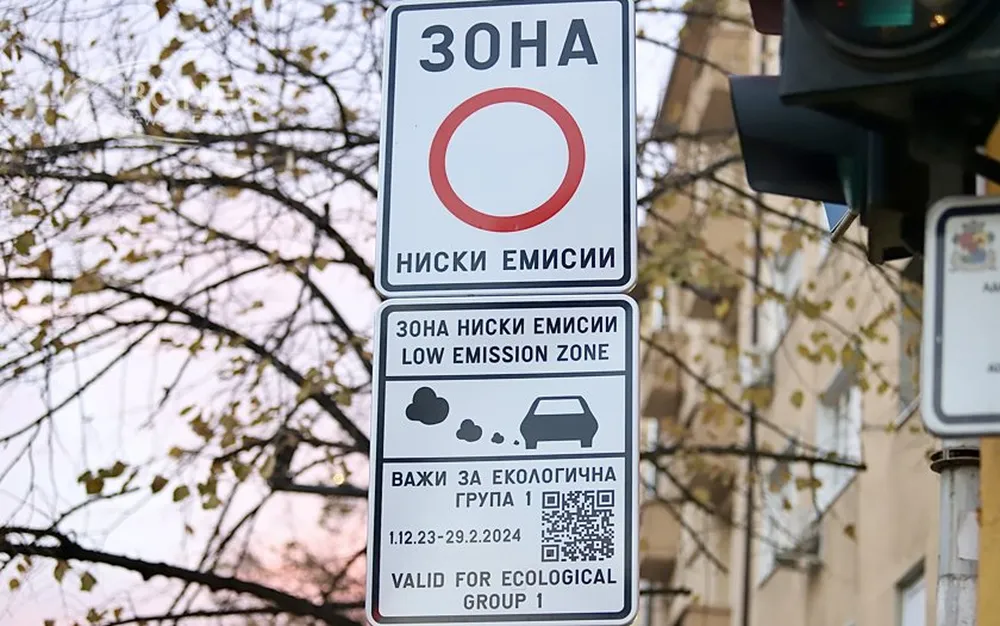 ЗОНА
НИСКИ ЕМИСИИ
ЗОНА НИСКИ ЕМИСИИ
LOW EMISSION ZONE
ВАЖИ ЗА ЕКОЛОГИЧНА
ГРУПА 1
1.12.23-29.2.2024
VALID FOR ECOLOGICAL
GROUP 1